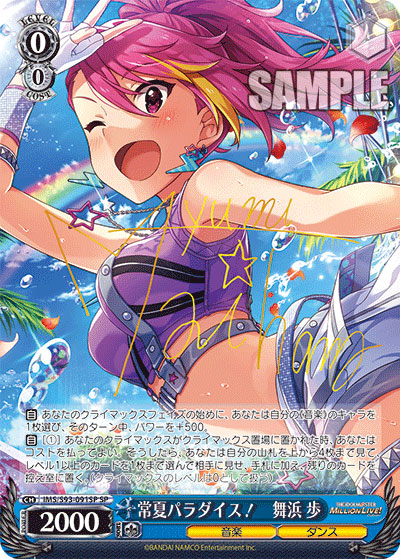 LEVEL
0
0
COST
SAMPLE
Ayumi
Maihama
自 あなたのクライマックスフェイズの始めに、あなたは自分の《音楽》のキャラを
1枚選び、そのターン中、パワーを+500。
自 [(1)] あなたのクライマックスがクライマックス置場に置かれた時、あなたは
コストを払ってよい。そうしたら、あなたは自分の山札を上から4枚まで見て
レベル1以上のカードを1枚まで選んで相手に見せ、手札に加え、残りのカードを
控え室に置く。(クライマックスのレベルは0として扱う)
CH IMS/S93-091SP SP
2000
常夏パラダイス! 舞浜 歩
THE IDOLM@STER
MILLION LIVE!
音楽 ダンス
©BANDAI NAMCO Entertainment Inc.